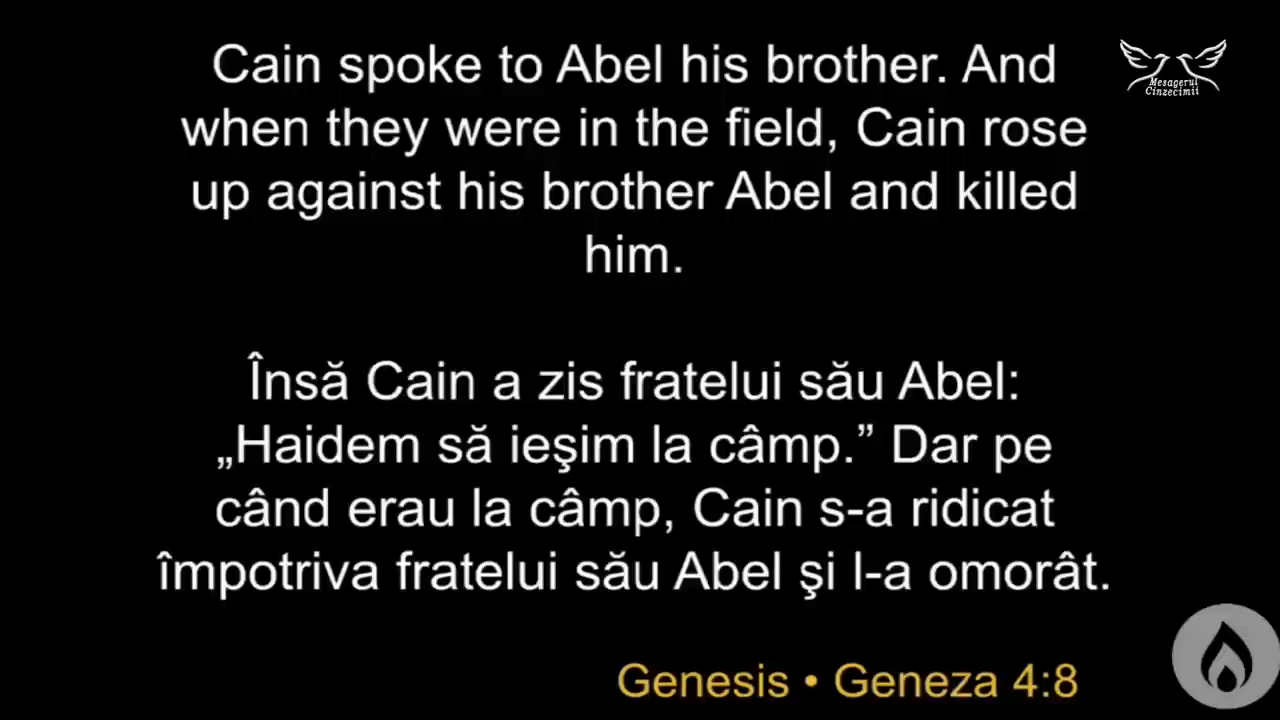 Cain spoke to Abel his brother. And
when they were in the field, Cain rose
up against his brother Abel and killed
him.
Însă Cain a zis fratelui său Abel:
„Haidem să ieşim la câmp.” Dar pe
când erau la câmp, Cain s-a ridicat
împotriva fratelui său Abel şi l-a omorât.
Genesis • Geneza 4:8
Mesagerul
Cinzecimii